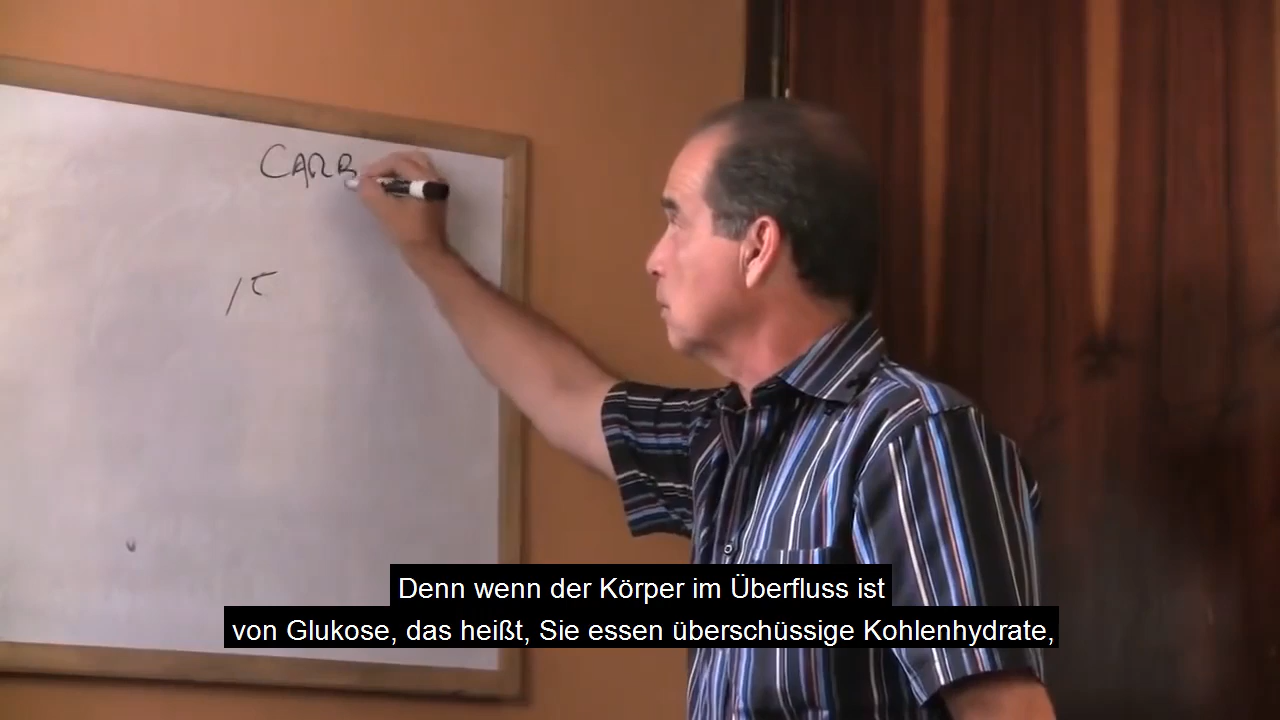 CARB
Denn wenn der Körper im Überfluss ist
von Glukose, das heißt, Sie essen überschüssige Kohlenhydrate,